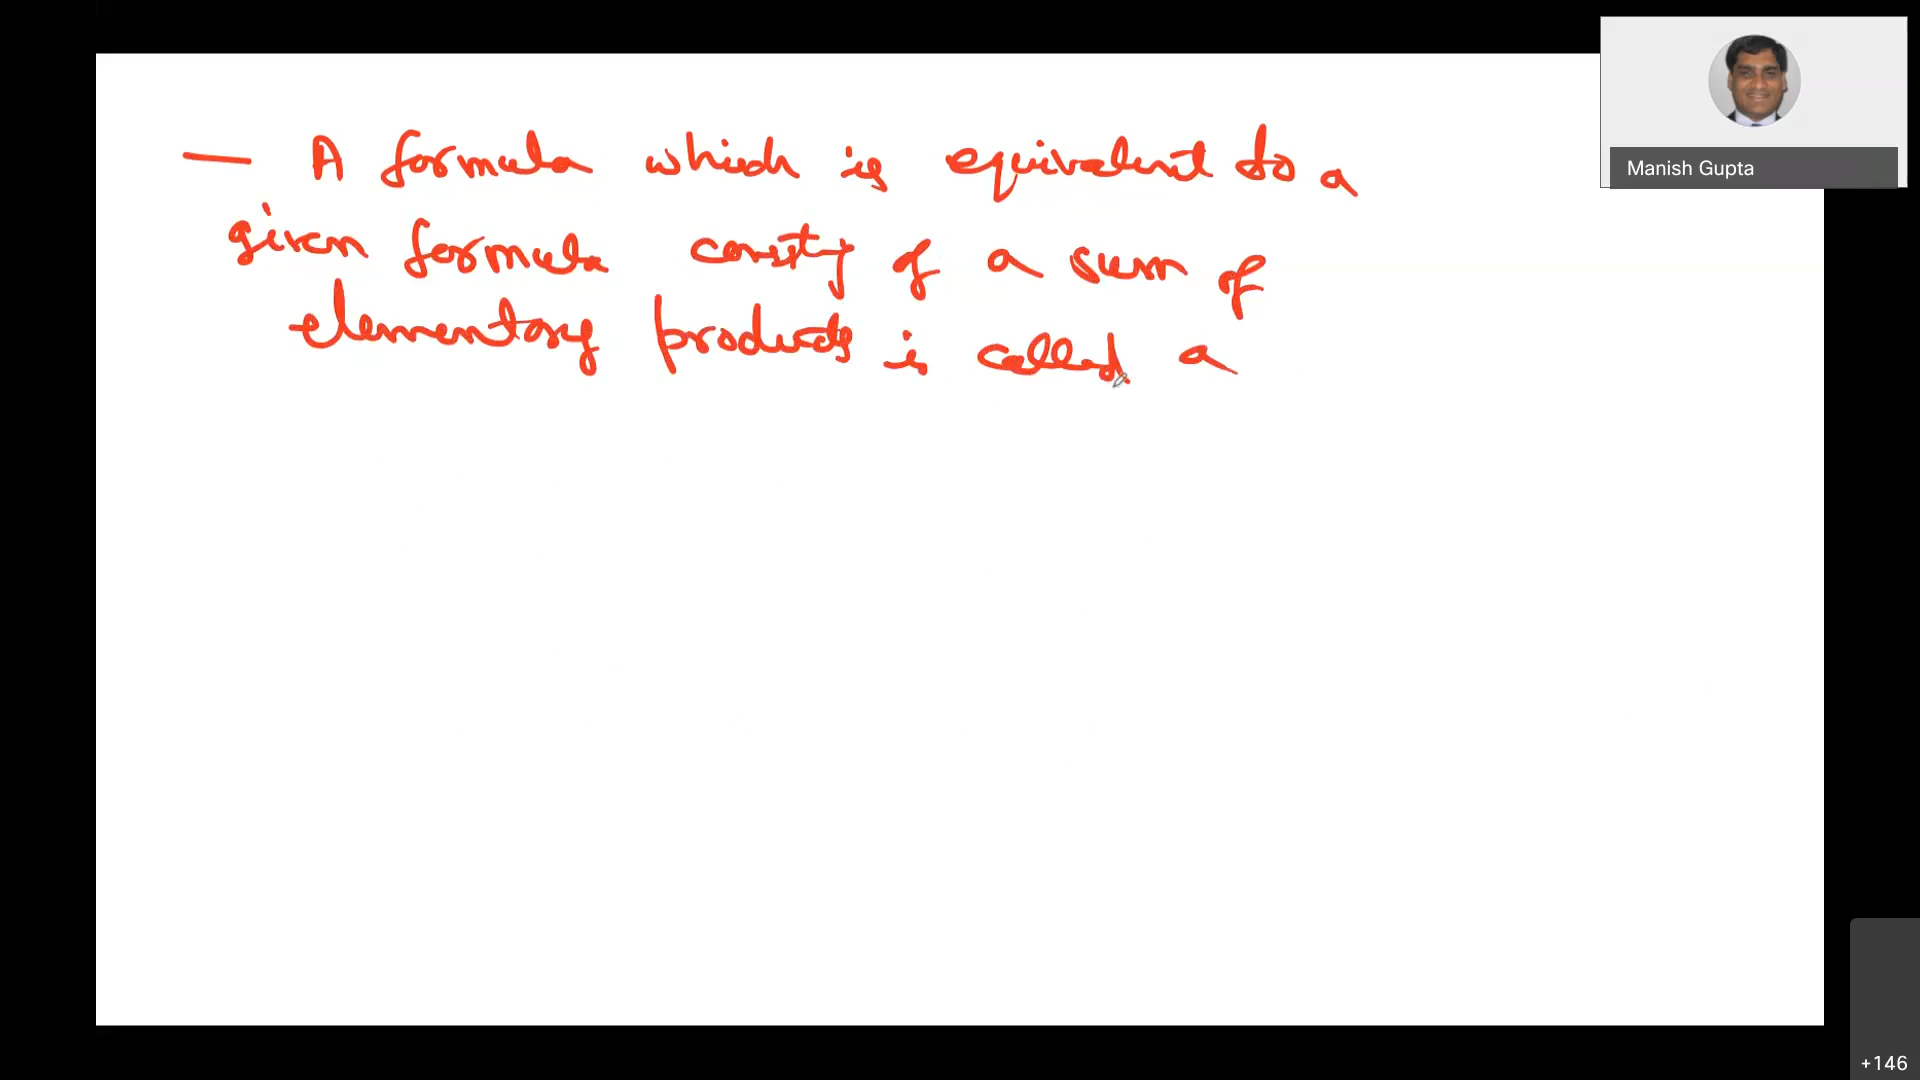 — A formula which is equivalent to a
given formula consisting of a sum of
elementary products is called a
Manish Gupta
+146